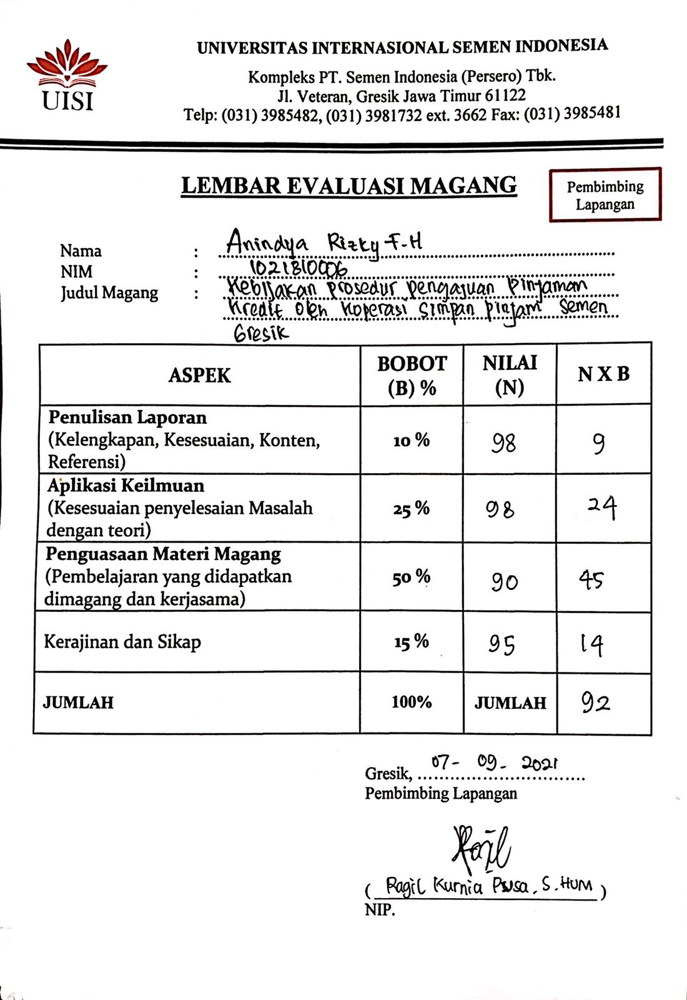 UISI
UNIVERSITAS INTERNASIONAL SEMEN INDONESIA
Kompleks PT. Semen Indonesia (Persero) Tbk.
Jl. Veteran, Gresik Jawa Timur 61122
Telp: (031) 3985482, (031) 3981732 ext. 3662 Fax: (031) 3985481
LEMBAR EVALUASI MAGANG
Pembimbing
Lapangan
Nama : Anindya Rizky F.H
NIM : 1021810006
Judul Magang : Kebijakan prosedur pengajuan Pinjaman
Kredit oleh Koperasi Simpan pinjam Semen
Gresik
ASPEK BOBOT (B) % NILAI (N) N X B
Penulisan Laporan
(Kelengkapan, Kesesuaian, Konten,
Referensi) 10 % 98 9
Aplikasi Keilmuan
(Kesesuaian penyelesaian Masalah
dengan teori) 25 % 98 24
Penguasaan Materi Magang
(Pembelajaran yang didapatkan
dimagang dan kerjasama) 50 % 90 45
Kerajinan dan Sikap 15 % 95 14
JUMLAH 100% JUMLAH 92
Gresik, 07 - 09 - 2021
Pembimbing Lapangan
( Ragil Kurnia S.HUM )
NIP.